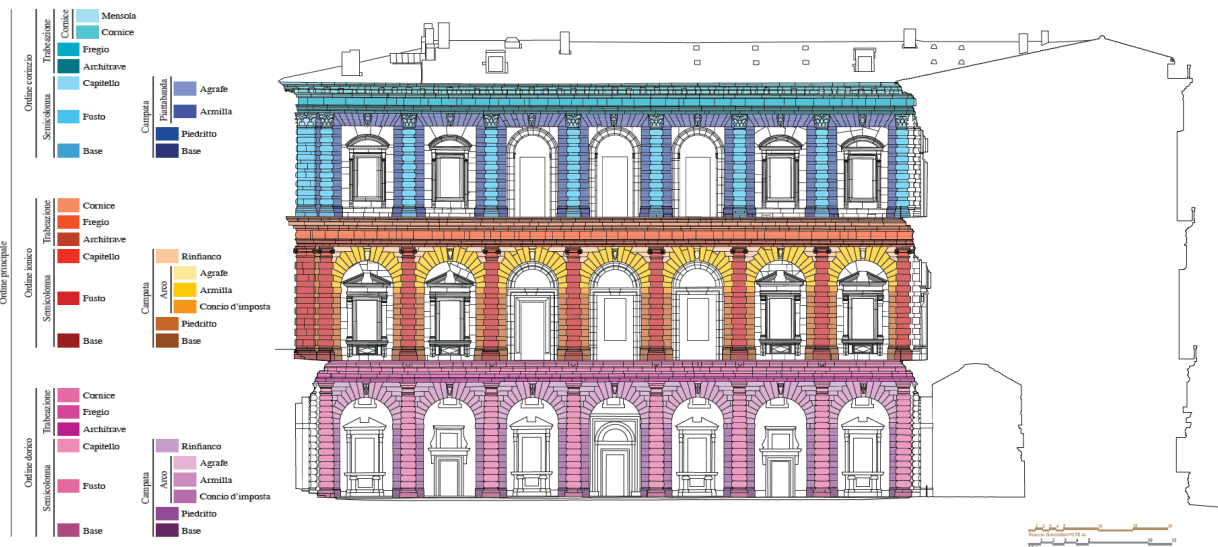 Ordine principale
Ordine corinzio
Trabeazione
Cornice
Mensola
Cornice
Fregio
Architrave
Semicolonna
Capitello
Fusto
Base
Campata
Piattabanda
Agrafe
Armilla
Piedritto
Base
Ordine ionico
Trabeazione
Cornice
Fregio
Architrave
Semicolonna
Capitello
Fusto
Base
Campata
Rinfianco
Arco
Agrafe
Armilla
Concio d'imposta
Piedritto
Base
Ordine dorico
Trabeazione
Cornice
Fregio
Architrave
Semicolonna
Capitello
Fusto
Base
Campata
Rinfianco
Arco
Agrafe
Armilla
Concio d'imposta
Piedritto
Base